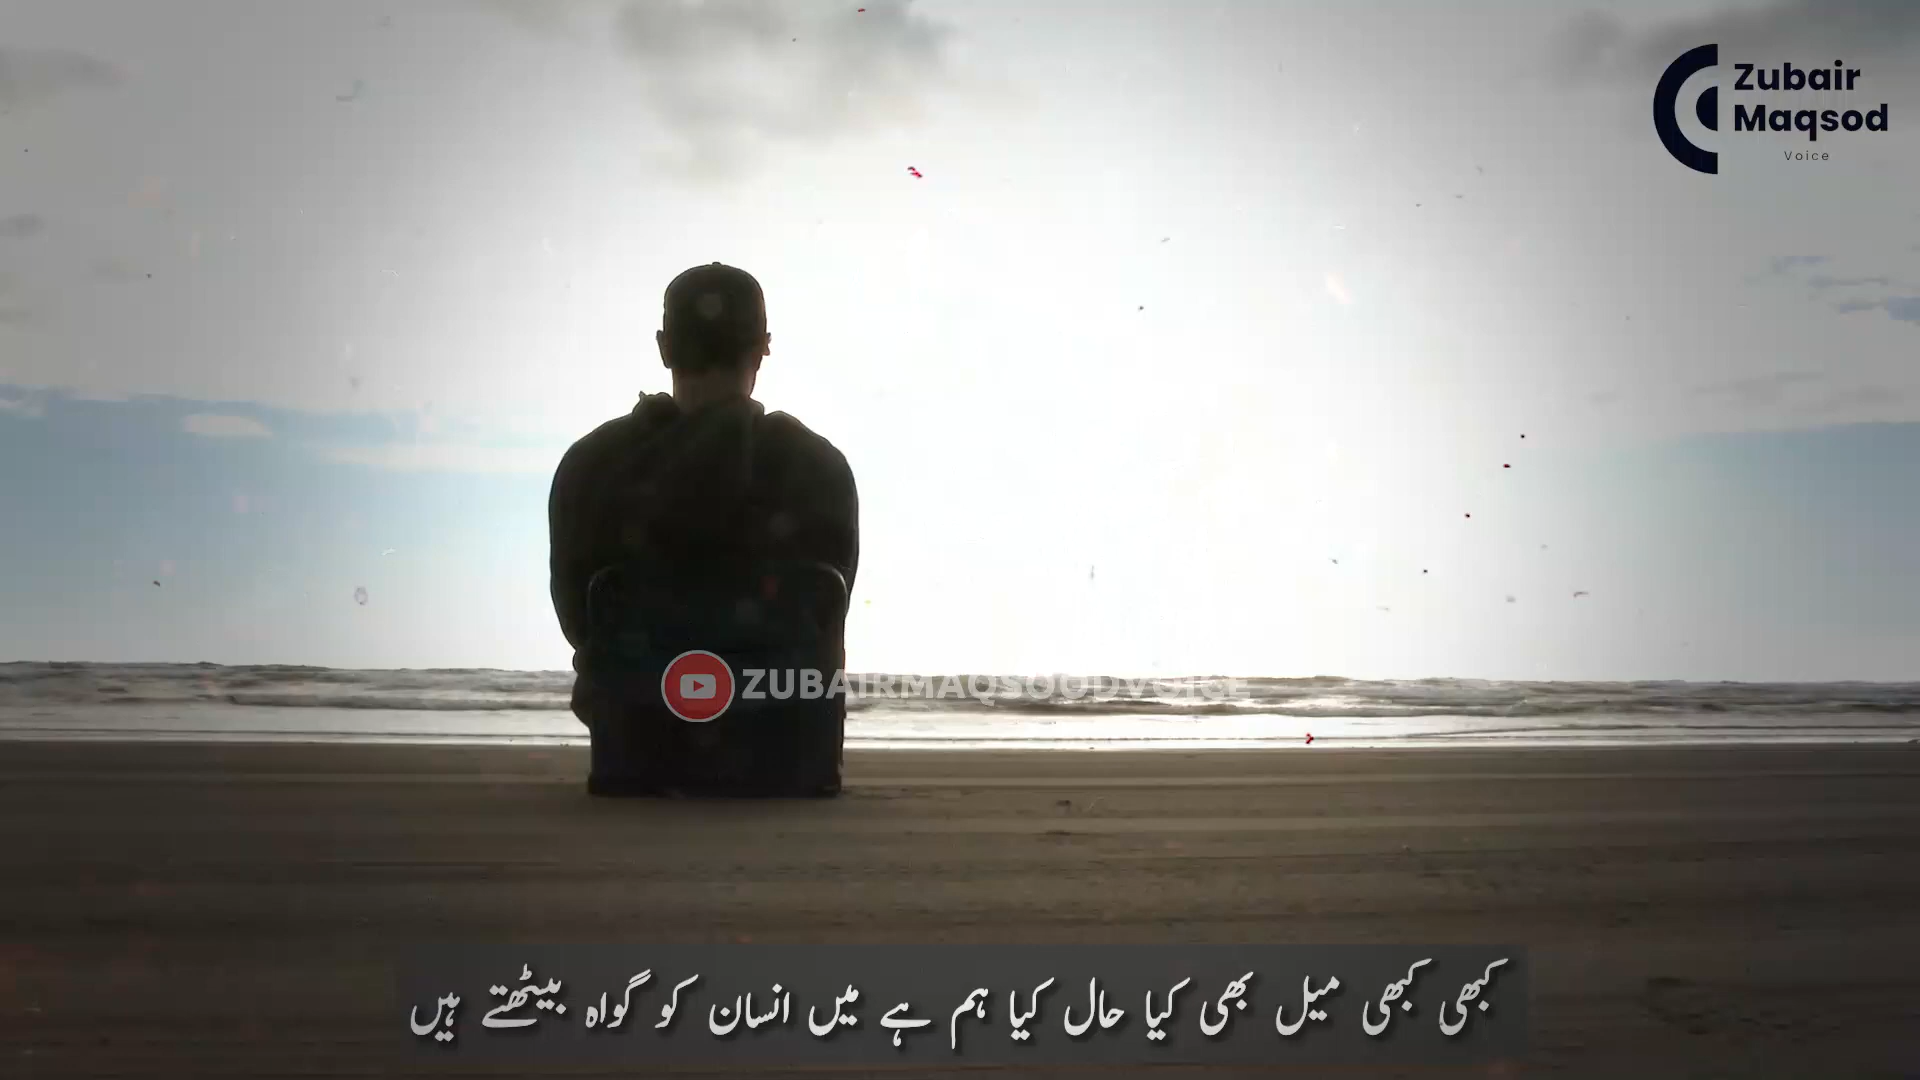 Zubair
Maqsod
Voice
ZUBAIRMAQSOODVOICE
کبھی کبھی میل بھی کیا حال کیا ہم ہے میں انسان کو گواہ بیٹھتے ہیں